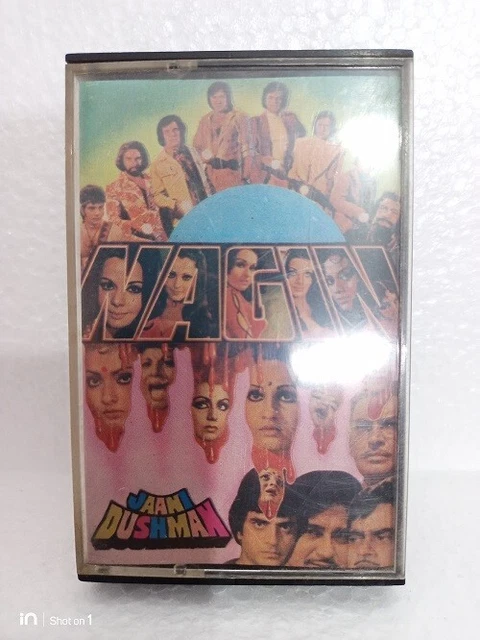 NAGIN
JAANI
DUSHMAN
in | Shot on 1